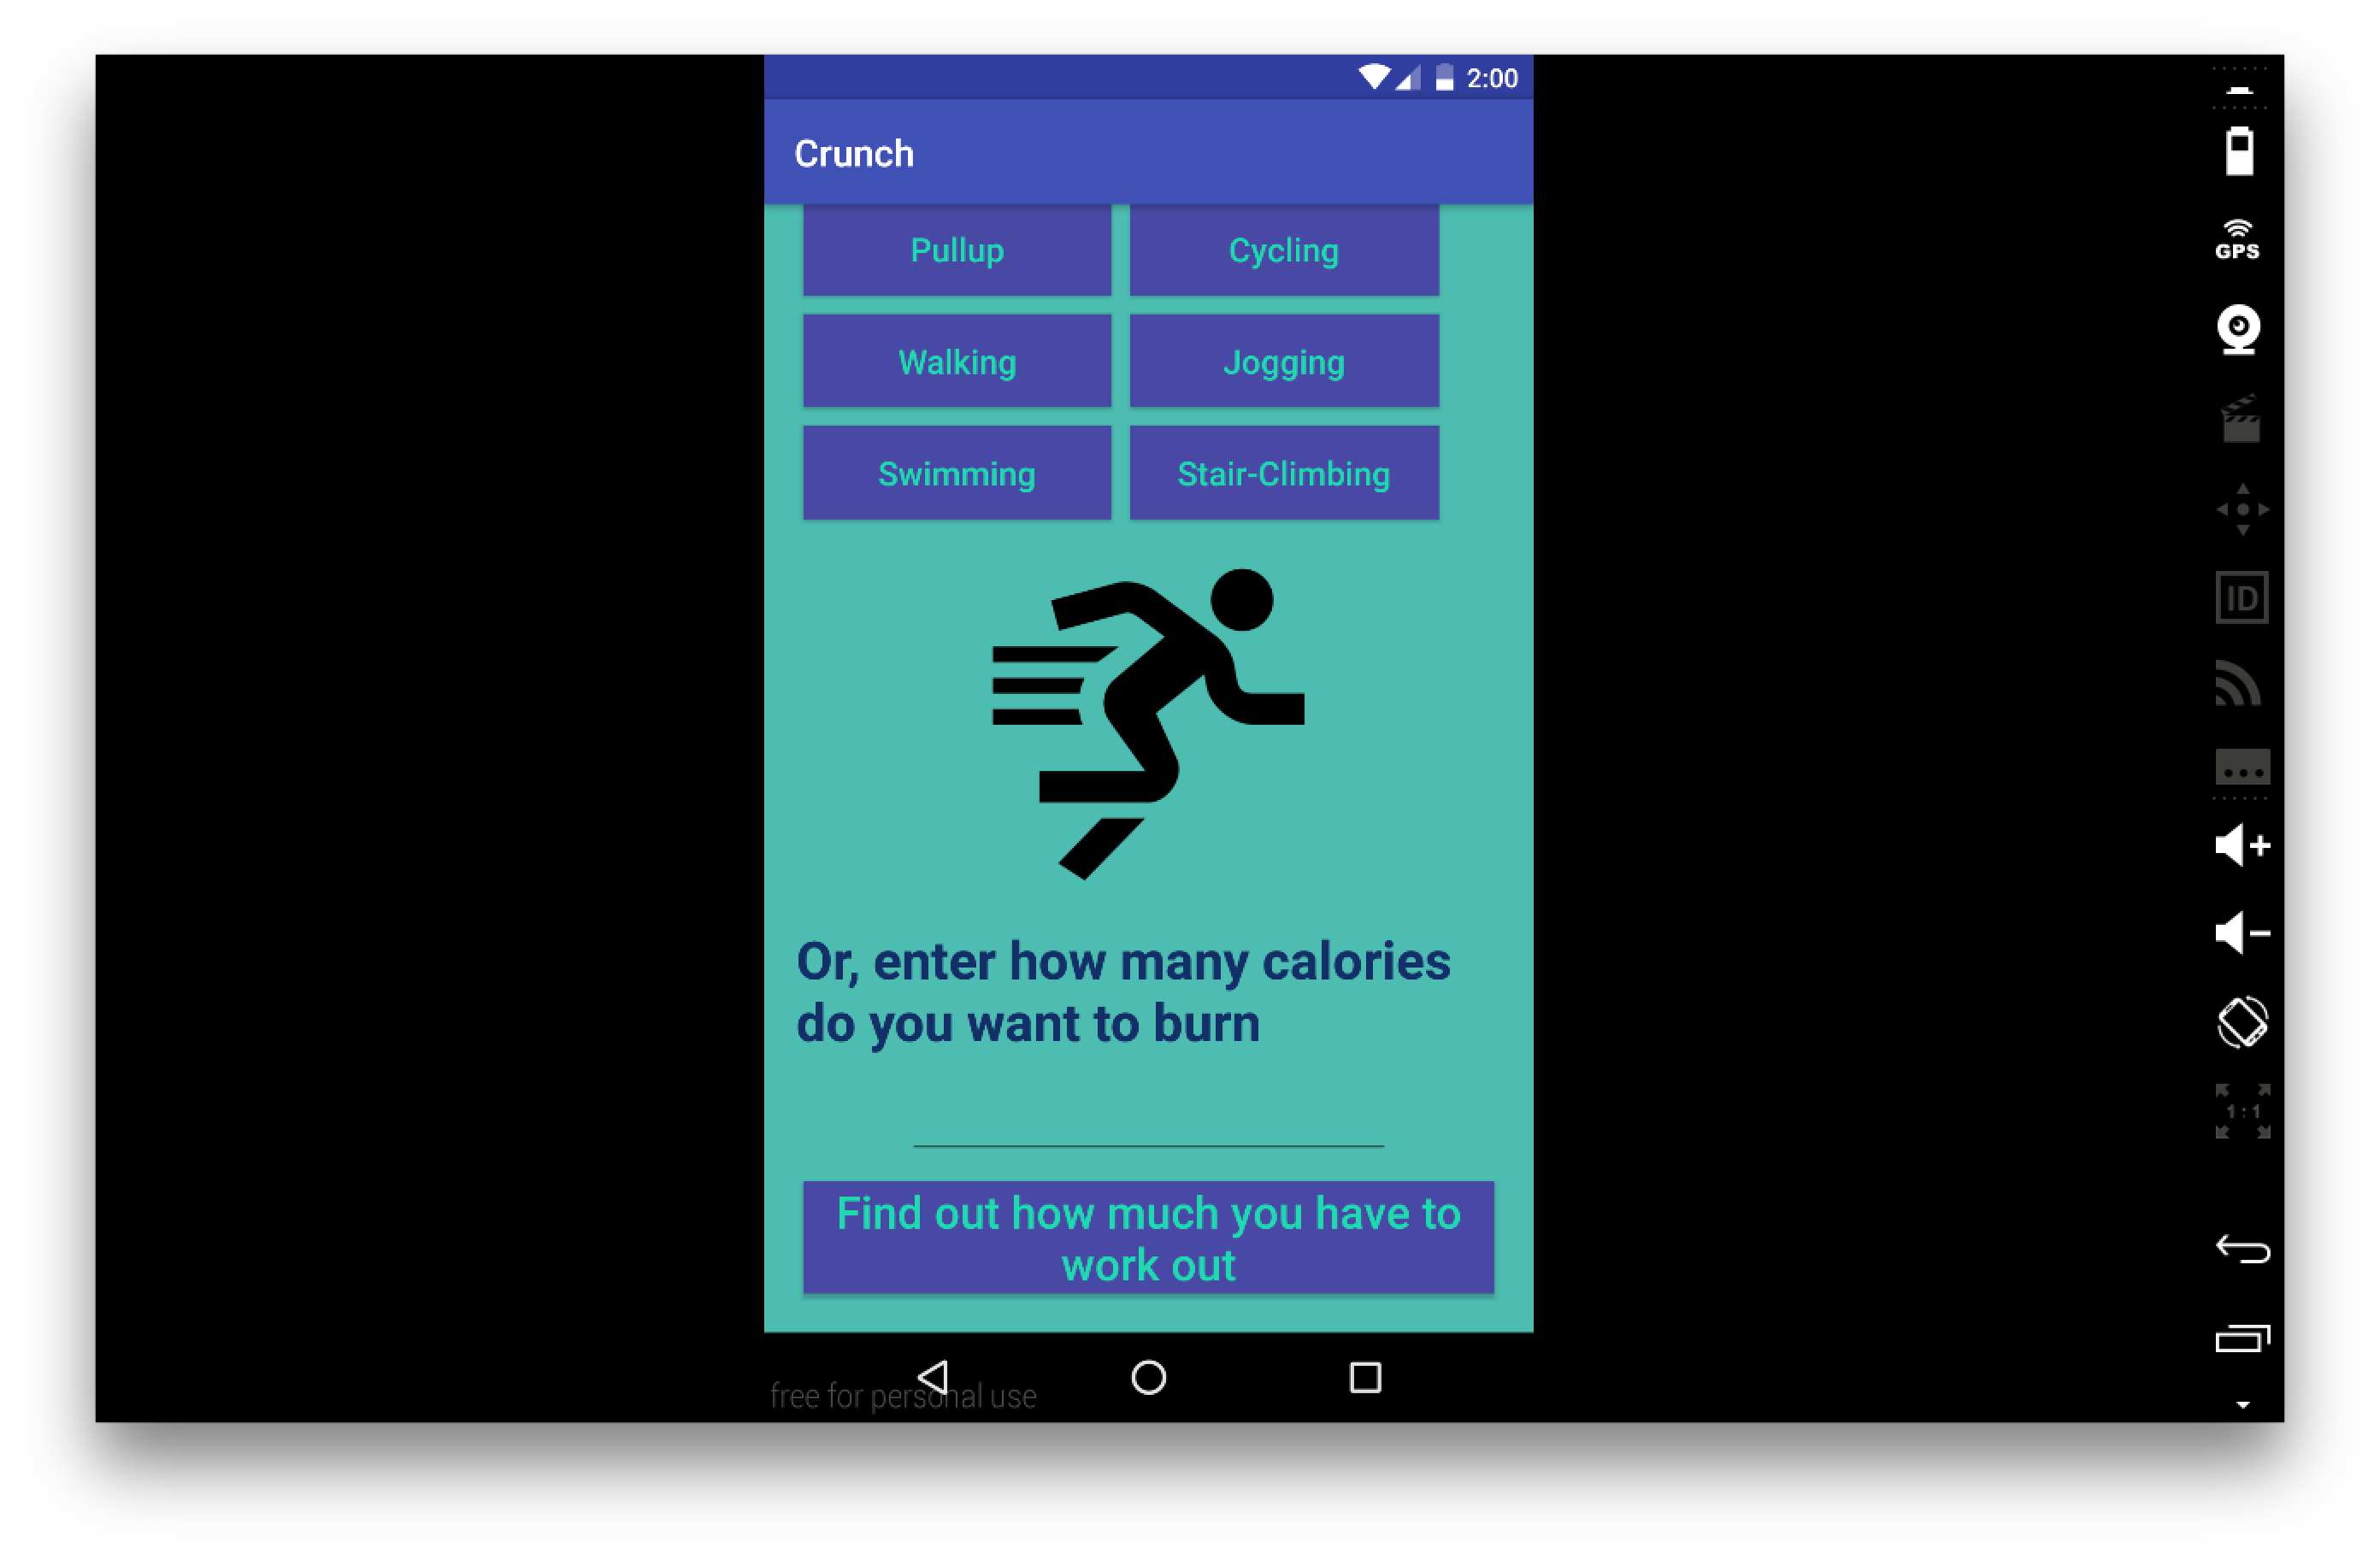 2:00
Crunch
Pullup Cycling
Walking Jogging
Swimming Stair-Climbing
Or, enter how many calories
do you want to burn
Find out how much you have to
work out
free for personal use
GPS
ID
1:1